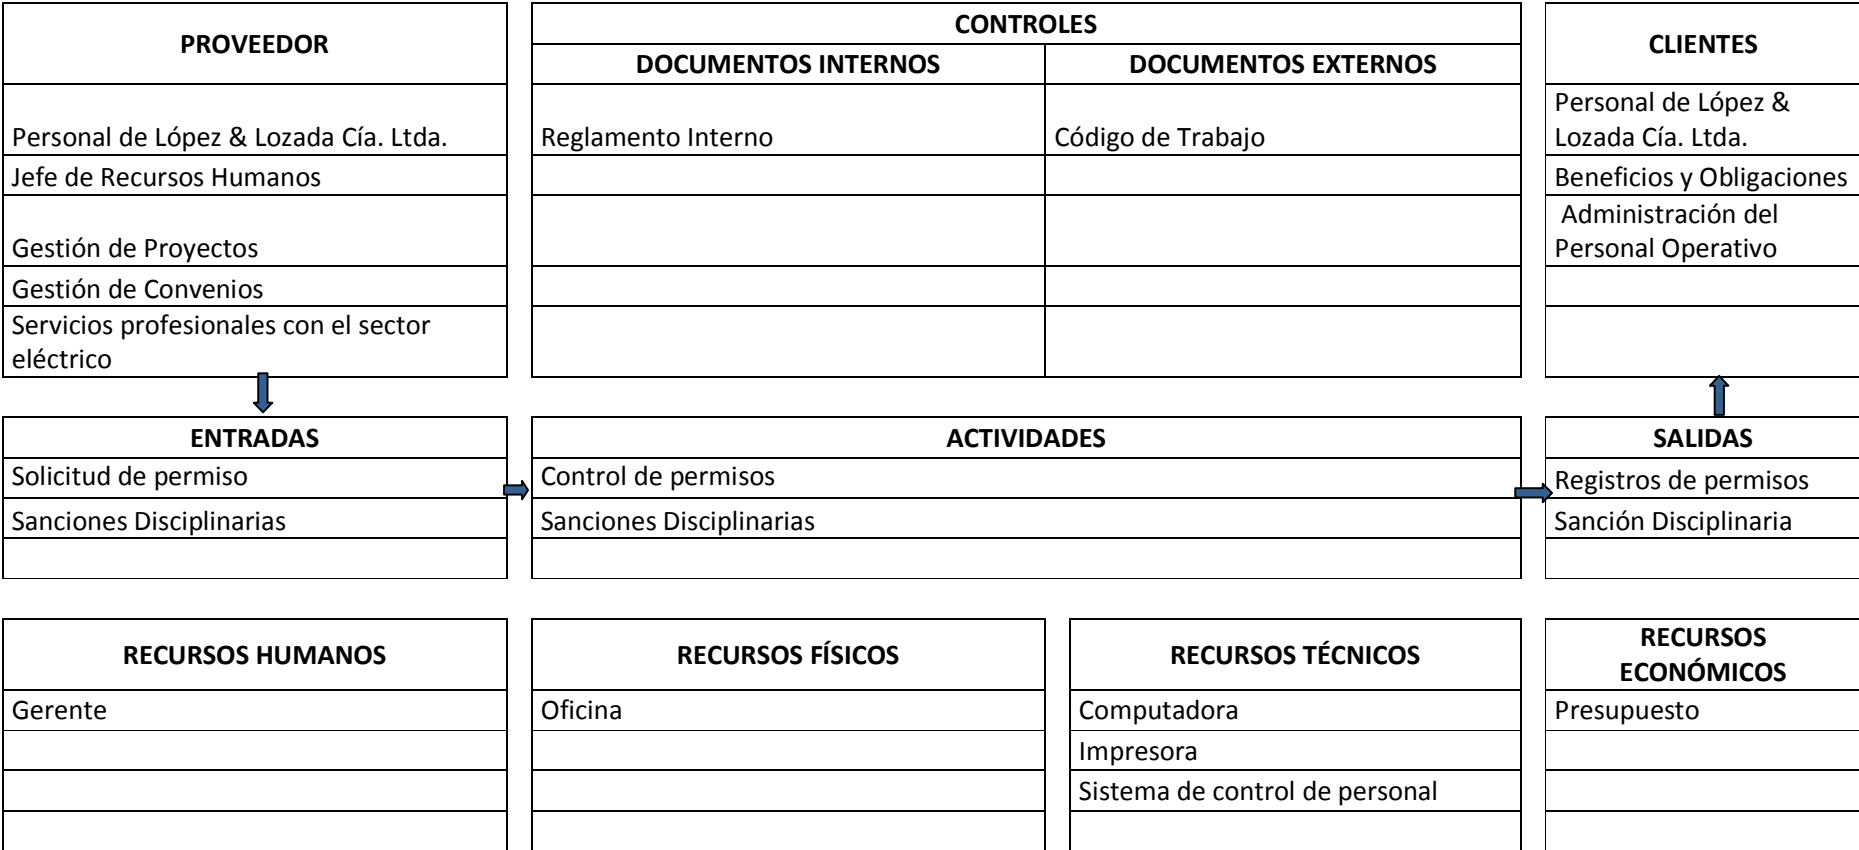 PROVEEDOR
CONTROLES
CLIENTES
DOCUMENTOS INTERNOS
DOCUMENTOS EXTERNOS
Personal de López & Lozada Cía. Ltda.
Reglamento Interno
Código de Trabajo
Personal de López &
Lozada Cía. Ltda.
Jefe de Recursos Humanos
Beneficios y Obligaciones
Gestión de Proyectos
Administración del
Personal Operativo
Gestión de Convenios
Servicios profesionales con el sector
eléctrico
ENTRADAS
ACTIVIDADES
SALIDAS
Solicitud de permiso
Control de permisos
Registros de permisos
Sanciones Disciplinarias
Sanciones Disciplinarias
Sanción Disciplinaria
RECURSOS HUMANOS
RECURSOS FÍSICOS
RECURSOS TÉCNICOS
RECURSOS
ECONÓMICOS
Gerente
Oficina
Computadora
Presupuesto
Impresora
Sistema de control de personal